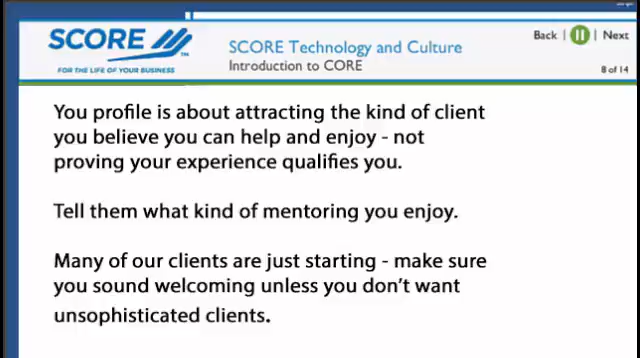 SCORE
TM
FOR THE LIFE OF YOUR BUSINESS
SCORE Technology and Culture
Introduction to CORE
Back | | Next
8 of 14
You profile is about attracting the kind of client
you believe you can help and enjoy - not
proving your experience qualifies you.
Tell them what kind of mentoring you enjoy.
Many of our clients are just starting - make sure
you sound welcoming unless you don't want
unsophisticated clients.